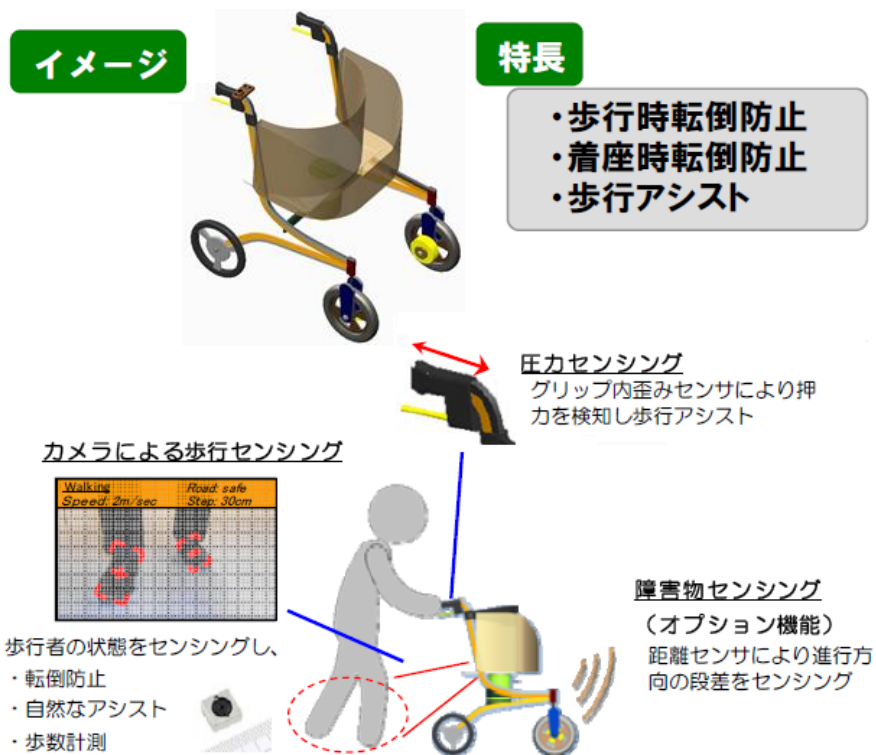 イメージ
特長
・歩行時転倒防止
・着座時転倒防止
・歩行アシスト
圧力センシング
グリップ内歪みセンサにより押
力を検知し歩行アシスト
カメラによる歩行センシング
Walking Road: safe
Speed: 2m/sec Step: 30cm
障害物センシング
（オプション機能）
距離センサにより進行方
向の段差をセンシング
歩行者の状態をセンシングし、
・転倒防止
・自然なアシスト
・歩数計測